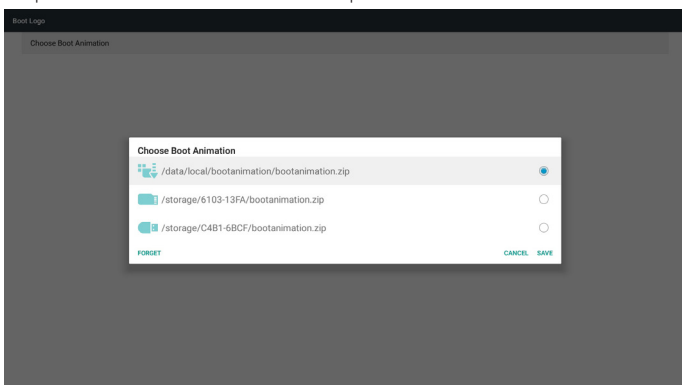 Boot Logo
Choose Boot Animation
Choose Boot Animation
/data/local/bootanimation/bootanimation.zip
/storage/6103-13FA/bootanimation.zip
/storage/C4B1-6BCF/bootanimation.zip
FORGET CANCEL SAVE